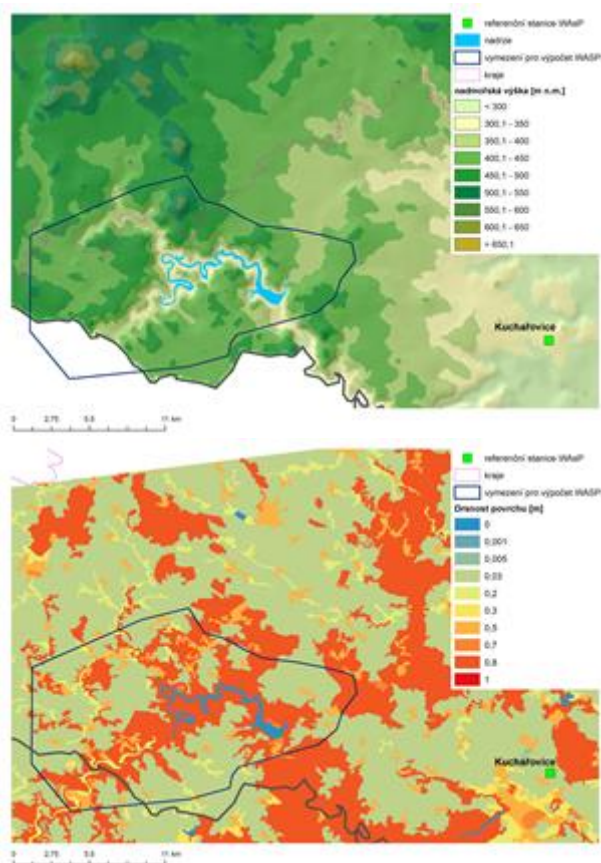 referenční stanice WAsP
nádrže
vymezení pro výpočet WASP
kraje
nadmořská výška [m n.m.]
< 300
300,1 - 350
350,1 - 400
400,1 - 450
450,1 - 500
500,1 - 550
550,1 - 600
600,1 - 650
> 650,1
Kuchařovice
0 2,75 5,5 11 km
referenční stanice WAsP
kraje
vymezení pro výpočet WASP
Drsnost povrchu [m]
0
0,001
0,005
0,03
0,2
0,3
0,5
0,7
0,8
1
Kuchařovice
0 2,75 5,5 11 km